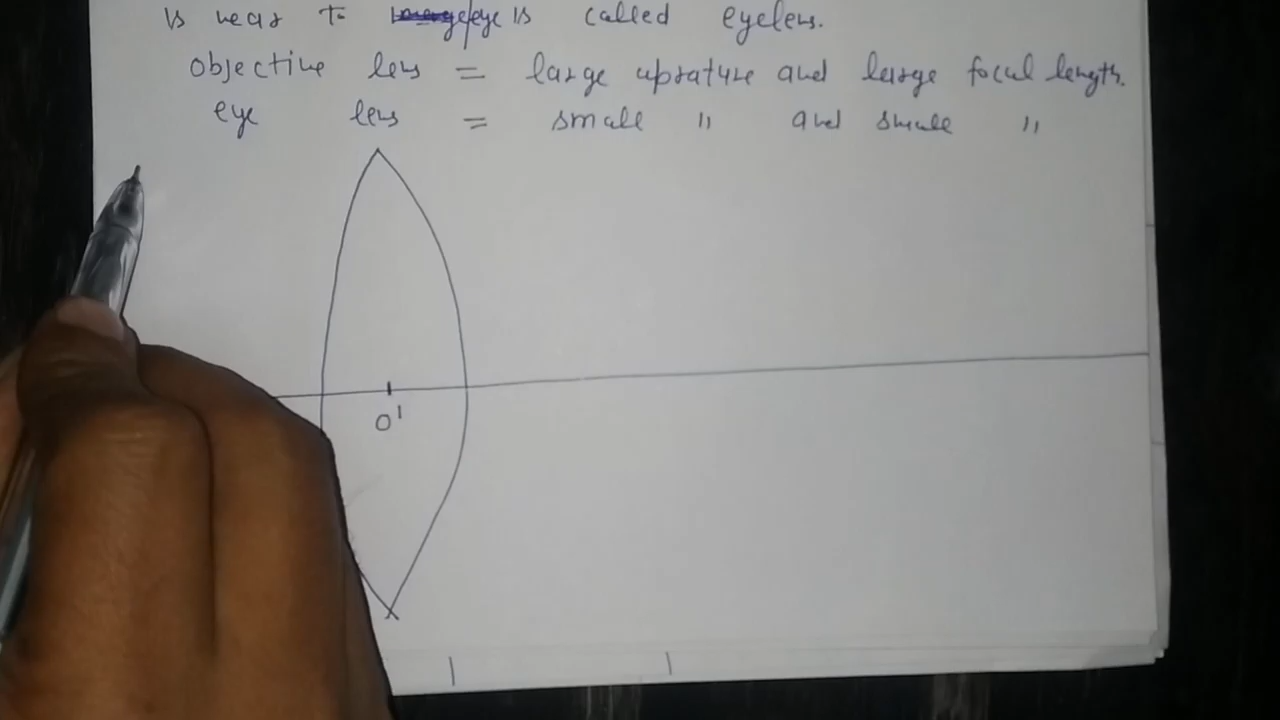 is near to eye is called eyelens.
objective lens = large uprature and large focal length.
eye lens = small " and small "
O'